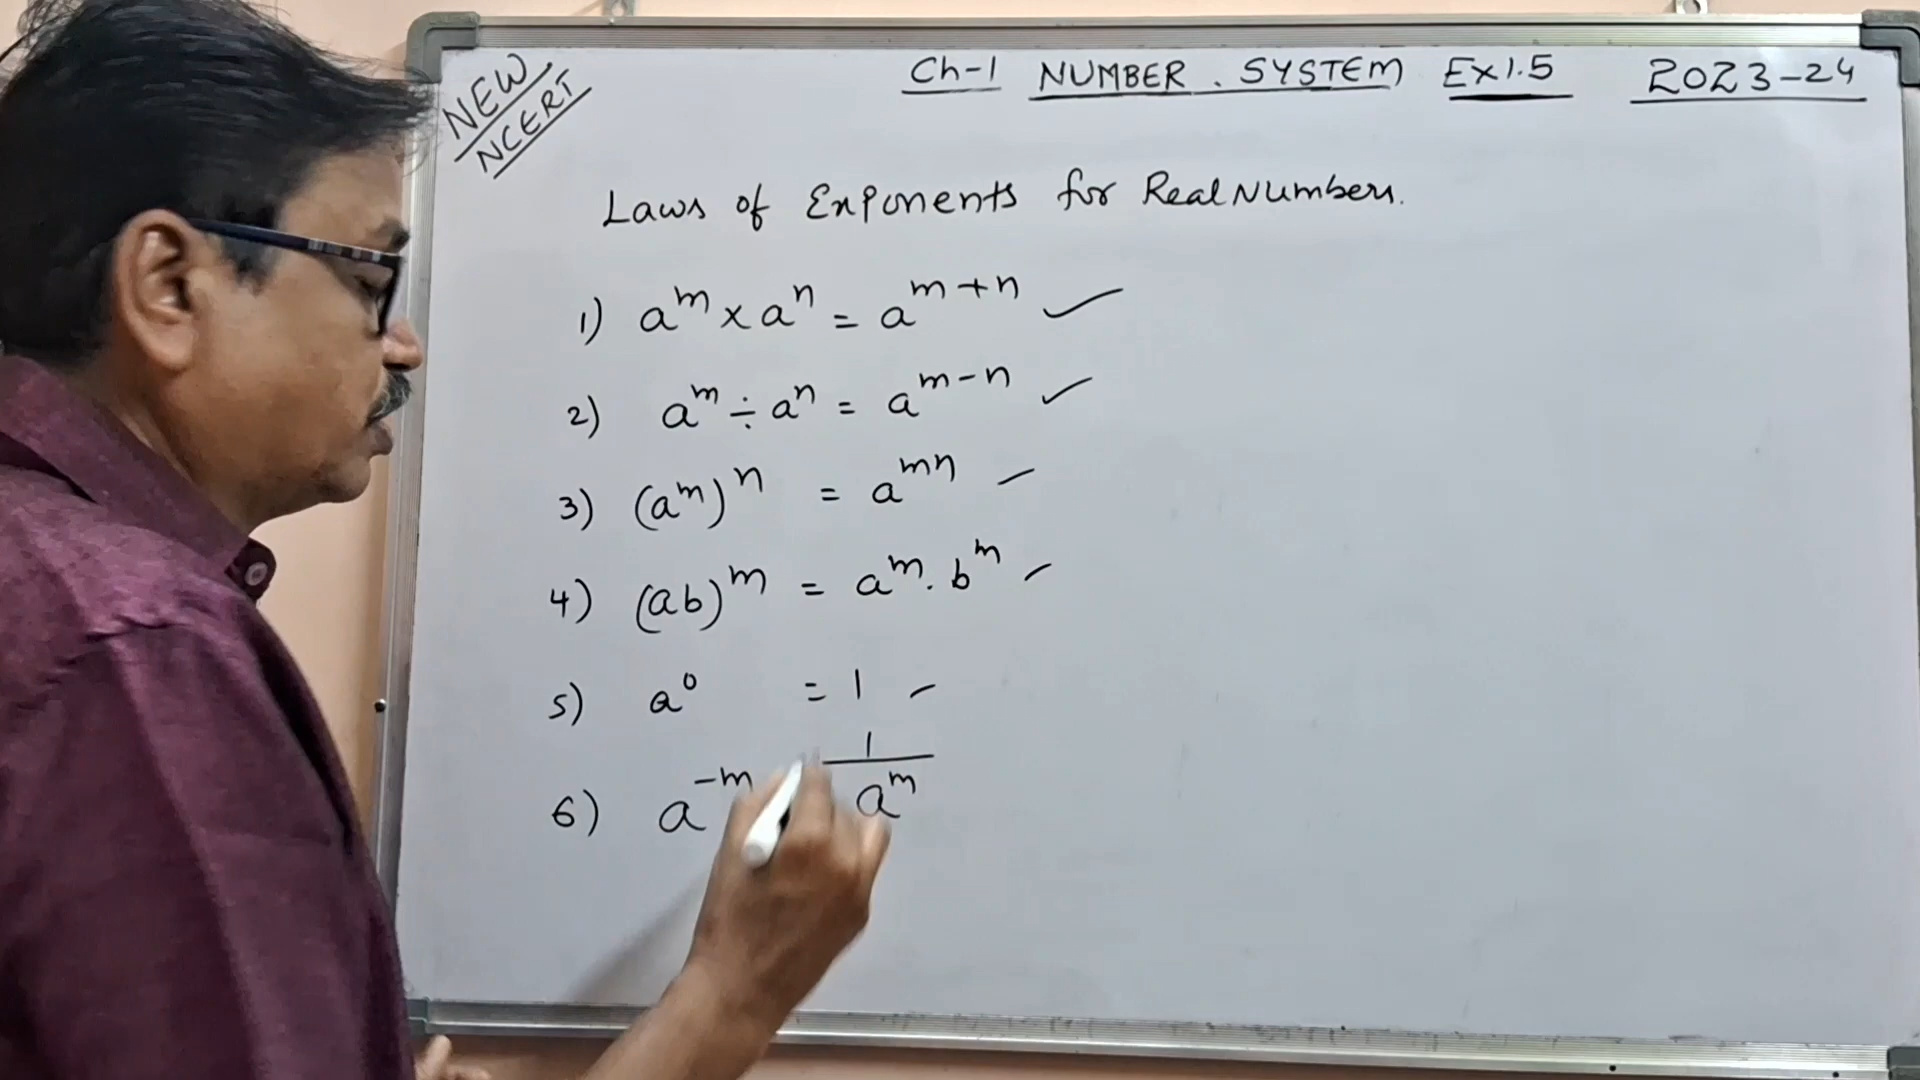 NEW
NCERT
Ch-1 NUMBER . SYSTEM Ex1.5 2023-24
Laws of Exponents for Real Numbers.
1) a^m × a^n = a^(m+n) ✓
2) a^m ÷ a^n = a^(m-n) ✓
3) (a^m)^n = a^(mn)
4) (ab)^m = a^m . b^m
5) a^0 = 1
6) a^(-m) 1/a^m